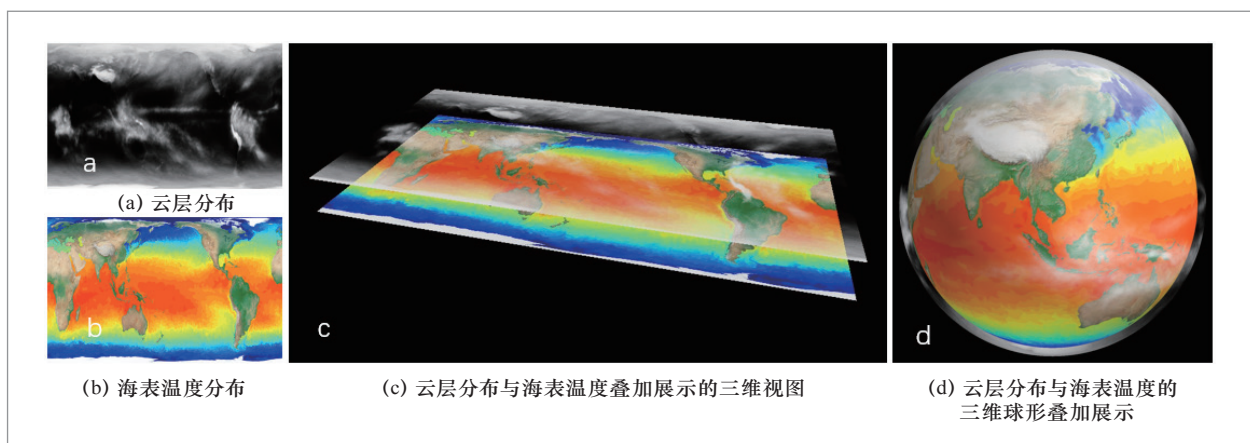 a
(a) 云层分布
b
(b) 海表温度分布
c
(c) 云层分布与海表温度叠加展示的三维视图
d
(d) 云层分布与海表温度的
三维球形叠加展示